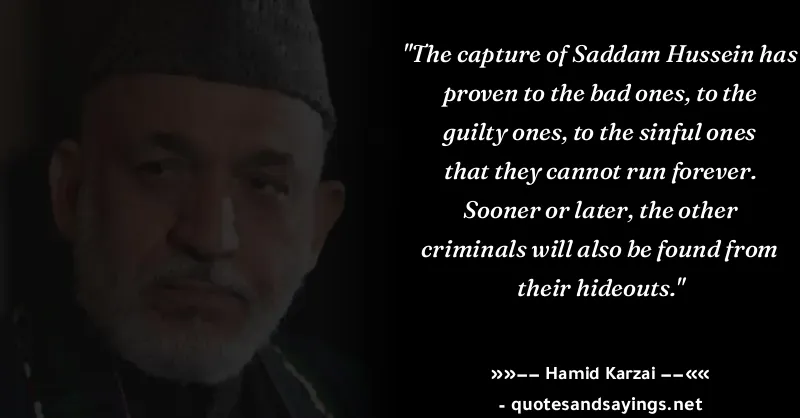 "The capture of Saddam Hussein has
proven to the bad ones, to the
guilty ones, to the sinful ones
that they cannot run forever.
Sooner or later, the other
criminals will also be found from
their hideouts."
»»−− Hamid Karzai −−««
- quotesandsayings.net